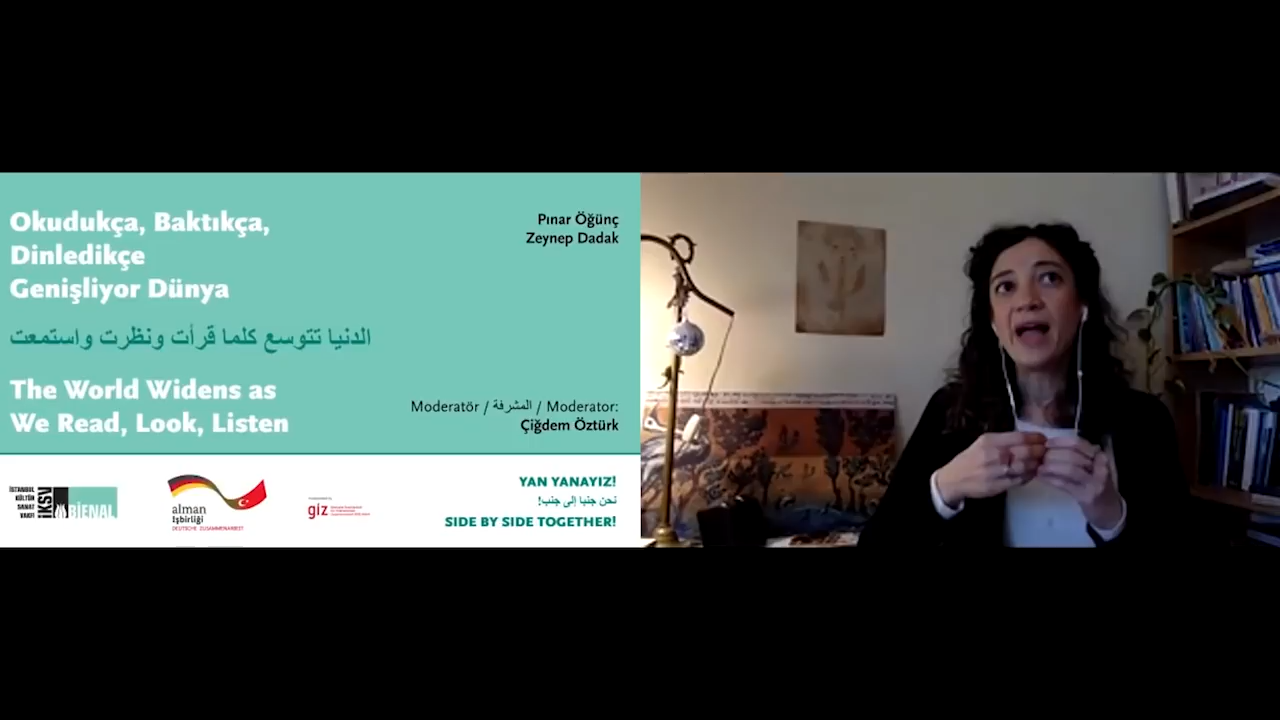 Okudukça, Baktıkça,
Dinledikçe
Genişliyor Dünya
الدنيا تتوسع كلما قرأت ونظرت واستمعت
The World Widens as
We Read, Look, Listen
Pınar Öğünç
Zeynep Dadak
Moderatör / المشرفة / Moderator:
Çiğdem Öztürk
İSTANBUL
KÜLTÜR
SANAT
VAKFI
İKSV
BİENAL
alman
işbirliği
DEUTSCHE ZUSAMMENARBEIT
giz
YAN YANAYIZ!
نحن جنبا إلى جنب!
SIDE BY SIDE TOGETHER!